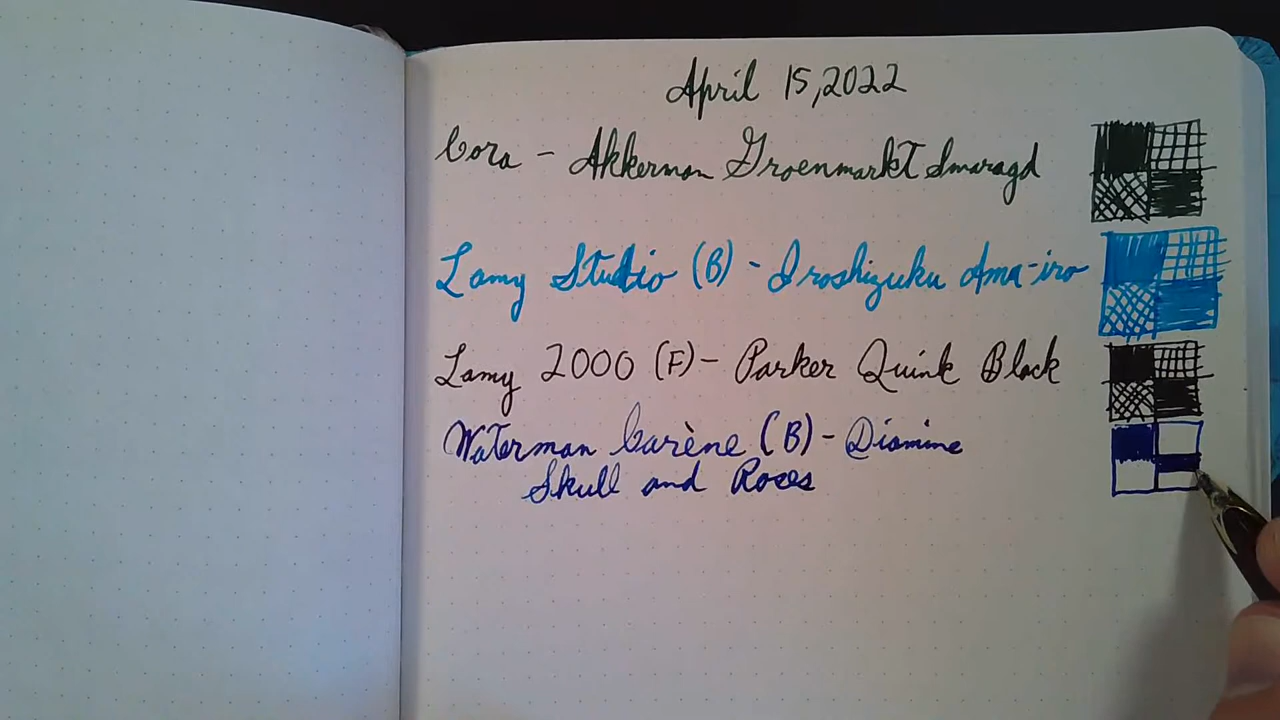 April 15, 2022
Cora - Akkerman Groenmarkt Smaragd
Lamy Studio (B) - Iroshizuku Ama-iro
Lamy 2000 (F) - Parker Quink Black
Waterman Carène (B) - Diamine
Skull and Roses